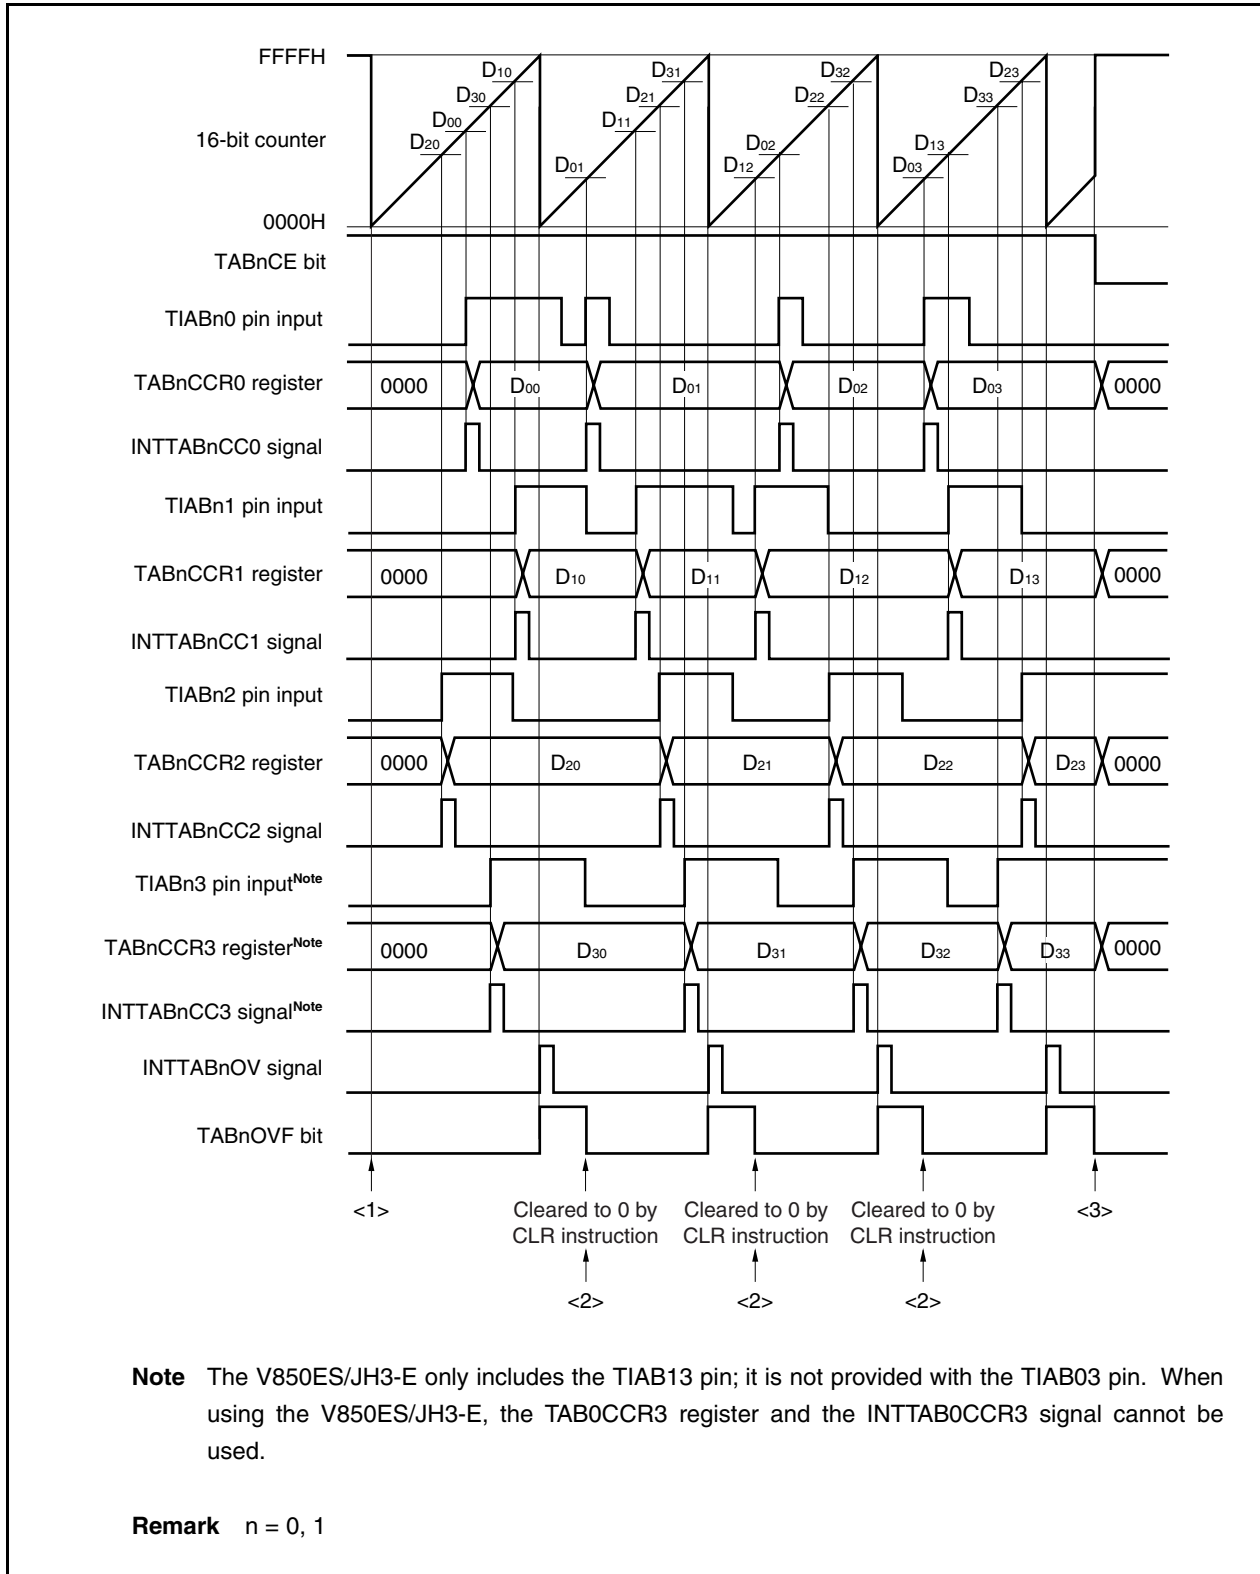 FFFFH
D10
D31
D32
D23
D30
D21
D22
D33
D00
D11
16-bit counter
D20
D02
D13
D01
D12
D03
0000H
TABnCE bit
TIABn0 pin input
TABnCCR0 register 0000 D00 D01 D02 D03 0000
INTTABnCC0 signal
TIABn1 pin input
TABnCCR1 register 0000 D10 D11 D12 D13 0000
INTTABnCC1 signal
TIABn2 pin input
TABnCCR2 register 0000 D20 D21 D22 D23 0000
INTTABnCC2 signal
TIABn3 pin inputNote
TABnCCR3 registerNote 0000 D30 D31 D32 D33 0000
INTTABnCC3 signalNote
INTTABnOV signal
TABnOVF bit
<1>
Cleared to 0 by
CLR instruction
<2>
Cleared to 0 by
CLR instruction
<2>
Cleared to 0 by
CLR instruction
<2>
<3>
Note The V850ES/JH3-E only includes the TIAB13 pin; it is not provided with the TIAB03 pin. When
using the V850ES/JH3-E, the TAB0CCR3 register and the INTTAB0CCR3 signal cannot be
used.
Remark n = 0, 1